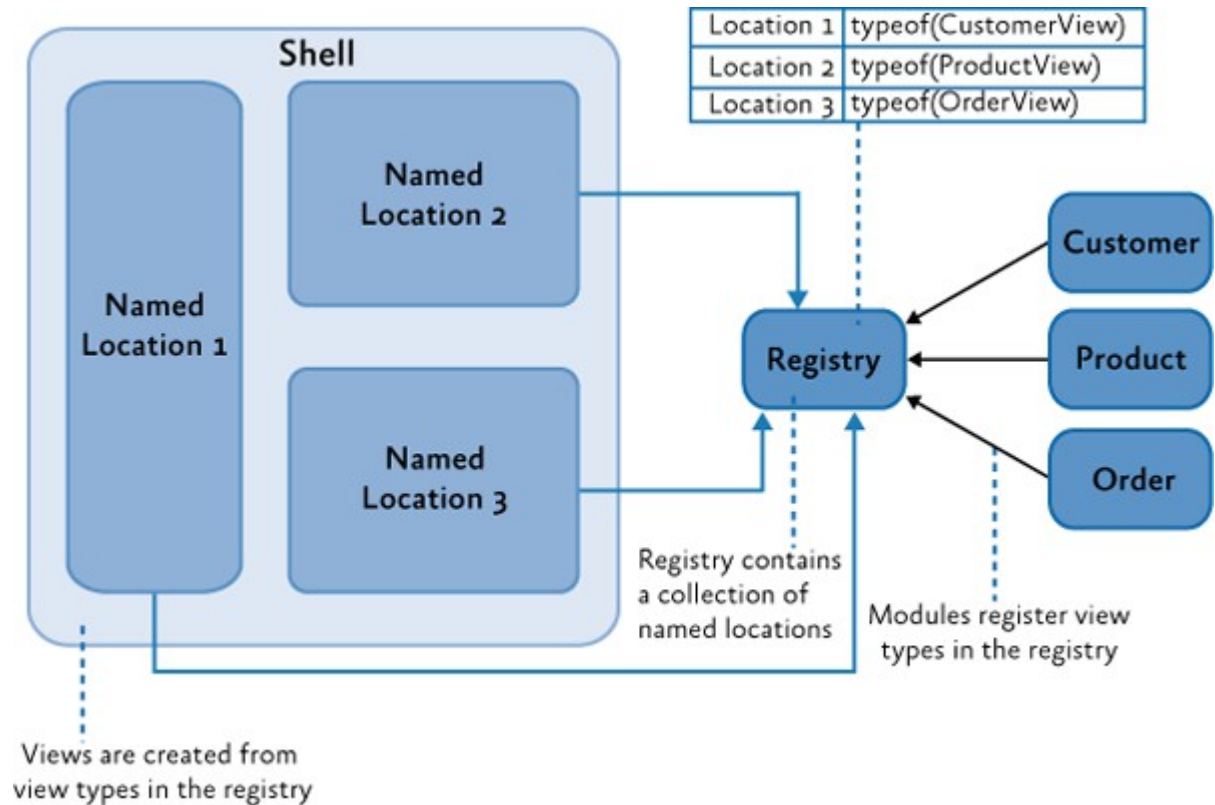 Shell
Named
Location 1
Named
Location 2
Named
Location 3
Location 1 typeof(CustomerView)
Location 2 typeof(ProductView)
Location 3 typeof(OrderView)
Registry
Customer
Product
Order
Registry contains
a collection of
named locations
Modules register view
types in the registry
Views are created from
view types in the registry